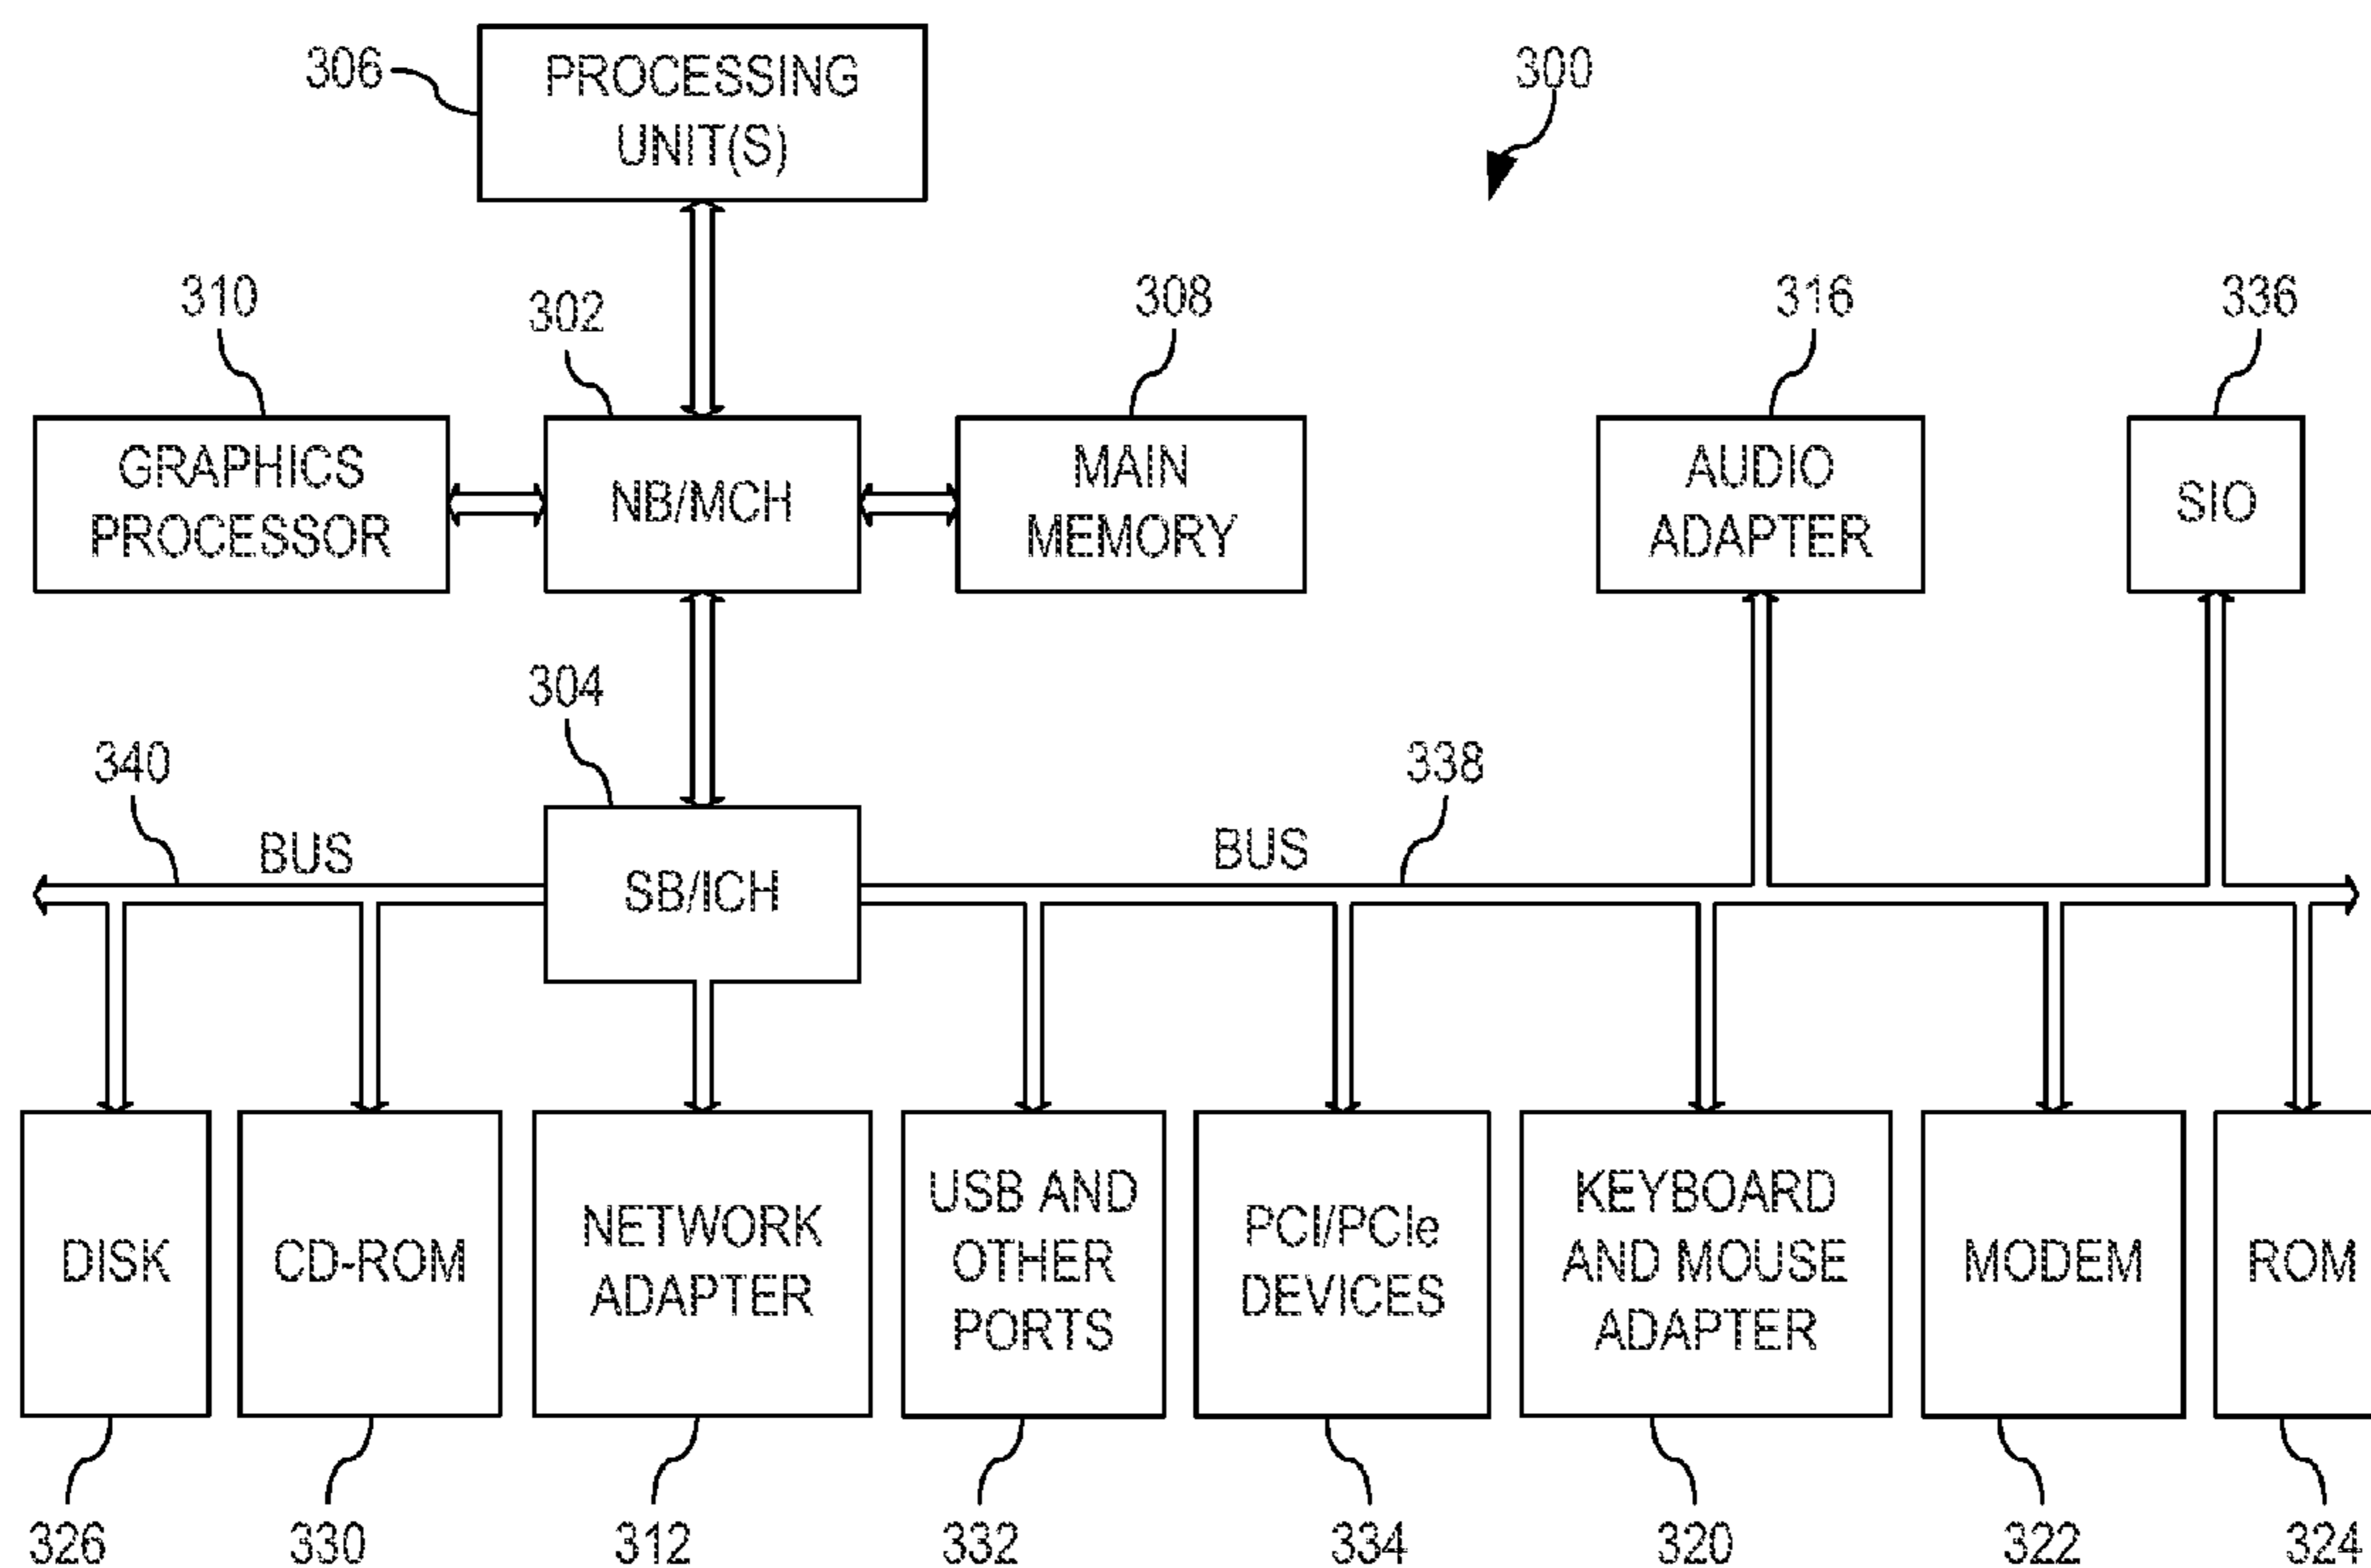 306
PROCESSING
UNIT(S)
300
310
302
308
316
336
GRAPHICS
PROCESSOR
NB/MCH
MAIN
MEMORY
AUDIO
ADAPTER
SIO
304
340
338
BUS
BUS
SB/ICH
DISK
CD-ROM
NETWORK
ADAPTER
USB AND
OTHER
PORTS
PCI/PCIe
DEVICES
KEYBOARD
AND MOUSE
ADAPTER
MODEM
ROM
326
330
312
332
334
320
322
324